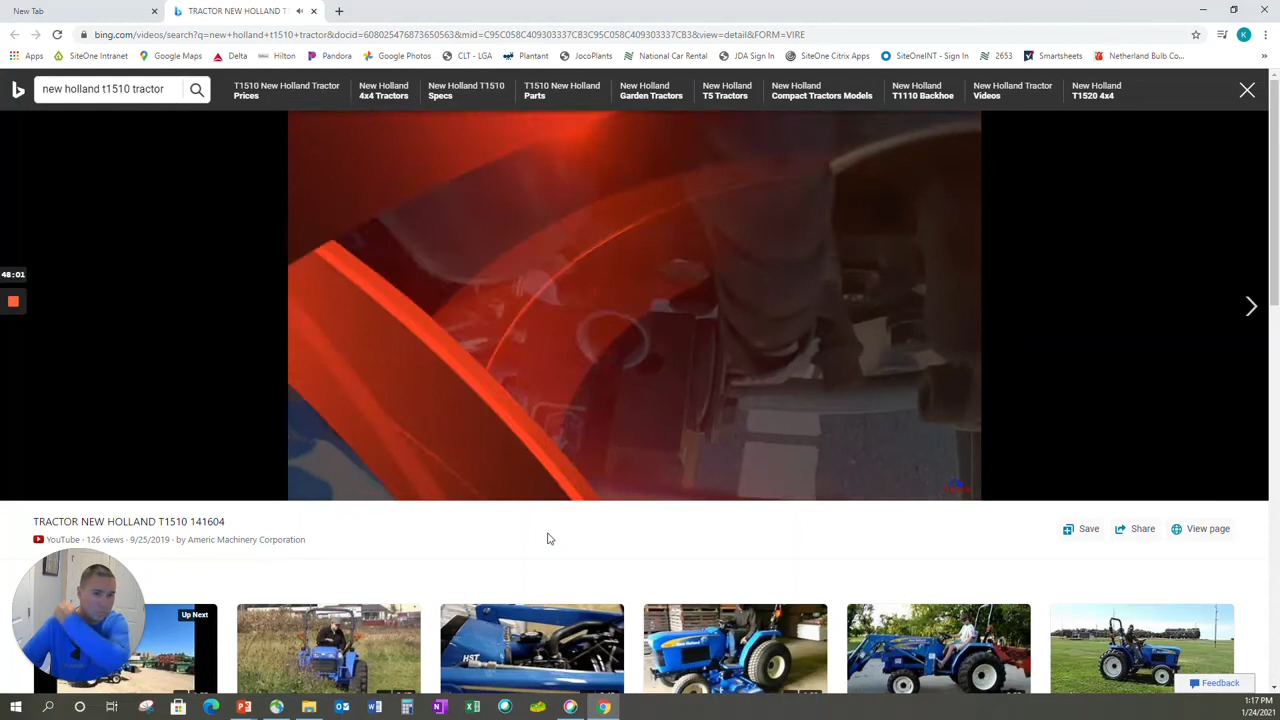 New Tab
TRACTOR NEW HOLLAND T1
bing.com/videos/search?q=new+holland+t1510+tractor&docid=608025476873650563&mid=C95C058C409303337CB3C95C058C409303337CB3&view=detail&FORM=VIRE
K
Apps
SiteOne Intranet
Google Maps
Delta
Hilton
Pandora
Google Photos
CLT - LGA
Plantant
JocoPlants
National Car Rental
JDA Sign In
SiteOne Citrix Apps
SiteOneINT - Sign In
2653
Smartsheets
Netherland Bulb Co...
new holland t1510 tractor
T1510 New Holland Tractor
Prices
New Holland
4x4 Tractors
New Holland T1510
Specs
T1510 New Holland
Parts
New Holland
Garden Tractors
New Holland
T5 Tractors
New Holland
Compact Tractors Models
New Holland
T1110 Backhoe
New Holland Tractor
Videos
New Holland
T1520 4x4
48:01
TRACTOR NEW HOLLAND T1510 141604
YouTube · 126 views · 9/25/2019 · by Americ Machinery Corporation
Save
Share
View page
Up Next
HST
Feedback
1:17 PM
1/24/2021